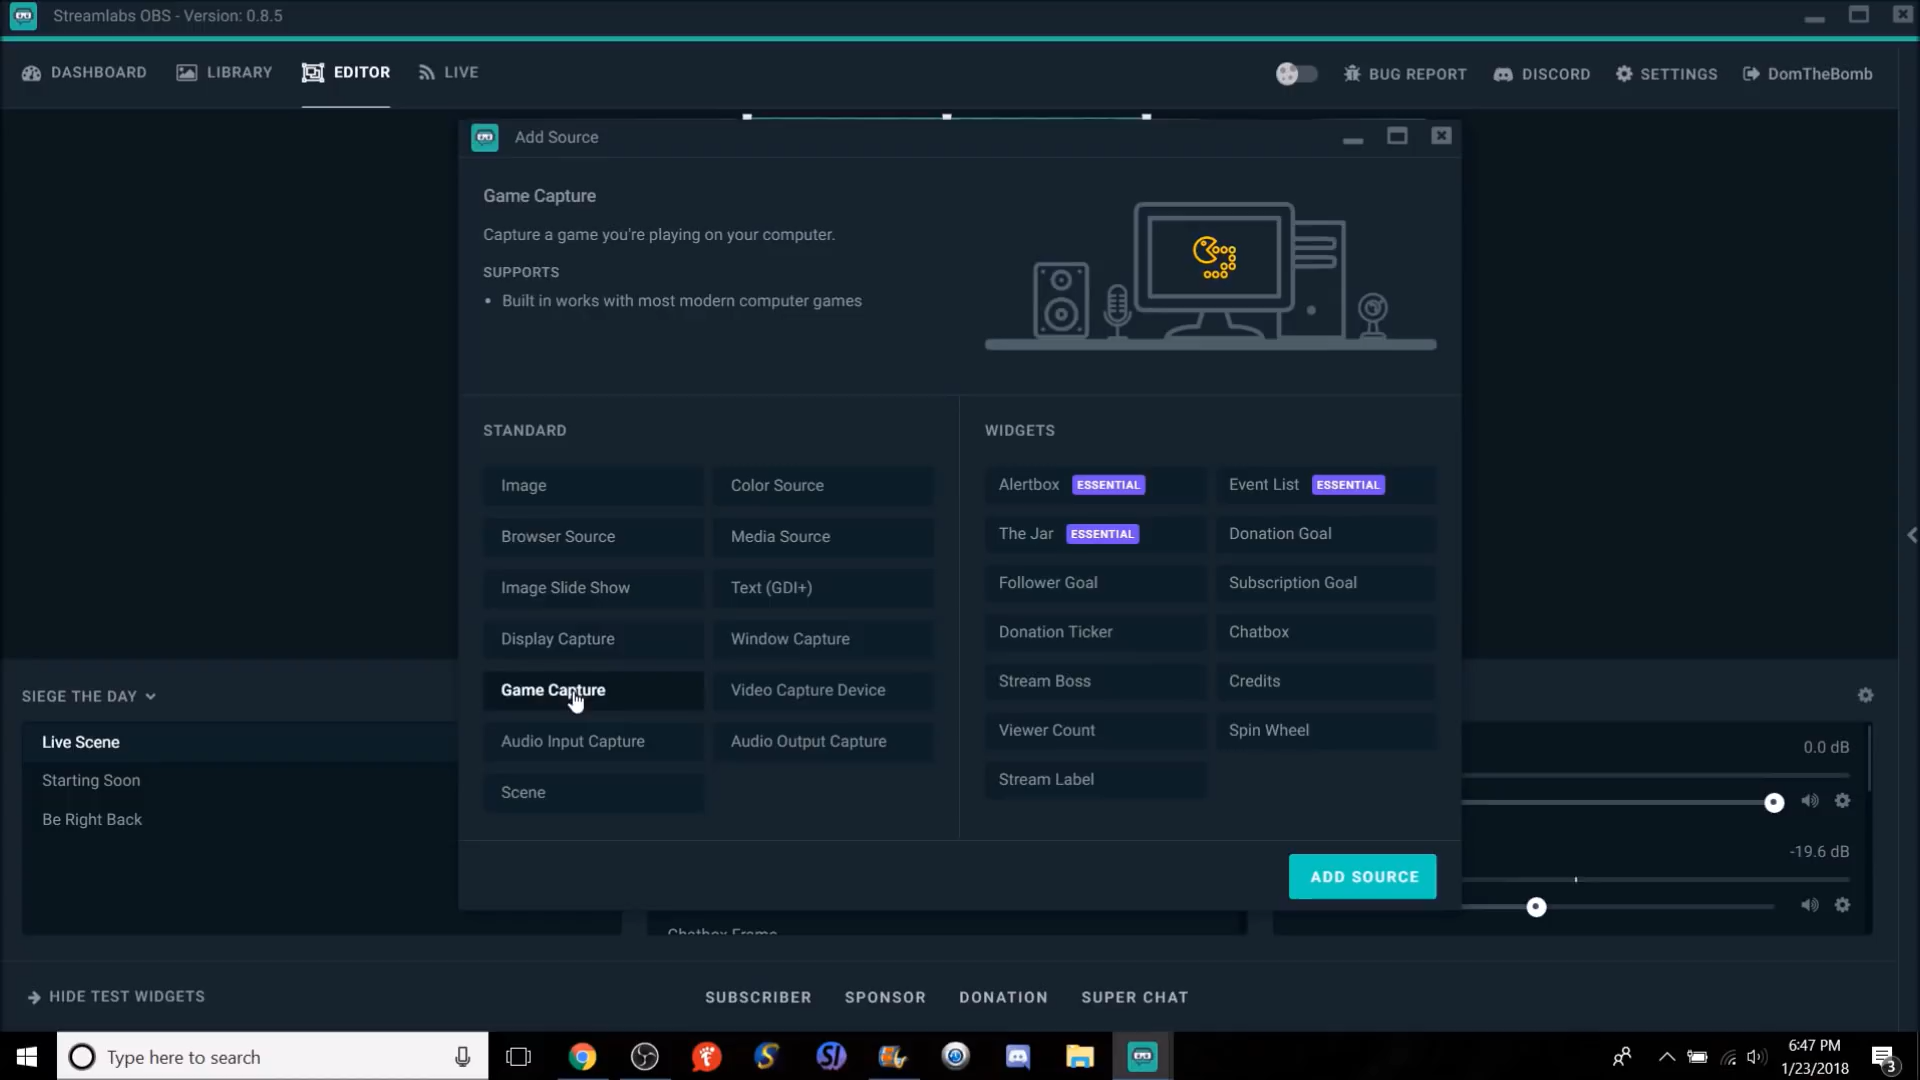 Streamlabs OBS - Version: 0.8.5
DASHBOARD
LIBRARY
EDITOR
LIVE
BUG REPORT
DISCORD
SETTINGS
DomTheBomb
Add Source
Game Capture
Capture a game you're playing on your computer.
SUPPORTS
• Built in works with most modern computer games
STANDARD
Image
Color Source
Browser Source
Media Source
Image Slide Show
Text (GDI+)
Display Capture
Window Capture
Game Capture
Video Capture Device
Audio Input Capture
Audio Output Capture
Scene
WIDGETS
Alertbox ESSENTIAL
Event List ESSENTIAL
The Jar ESSENTIAL
Donation Goal
Follower Goal
Subscription Goal
Donation Ticker
Chatbox
Stream Boss
Credits
Viewer Count
Spin Wheel
Stream Label
ADD SOURCE
SIEGE THE DAY
Live Scene
Starting Soon
Be Right Back
Chatbox Frame
0.0 dB
-19.6 dB
HIDE TEST WIDGETS
SUBSCRIBER
SPONSOR
DONATION
SUPER CHAT
Type here to search
6:47 PM
1/23/2018
3